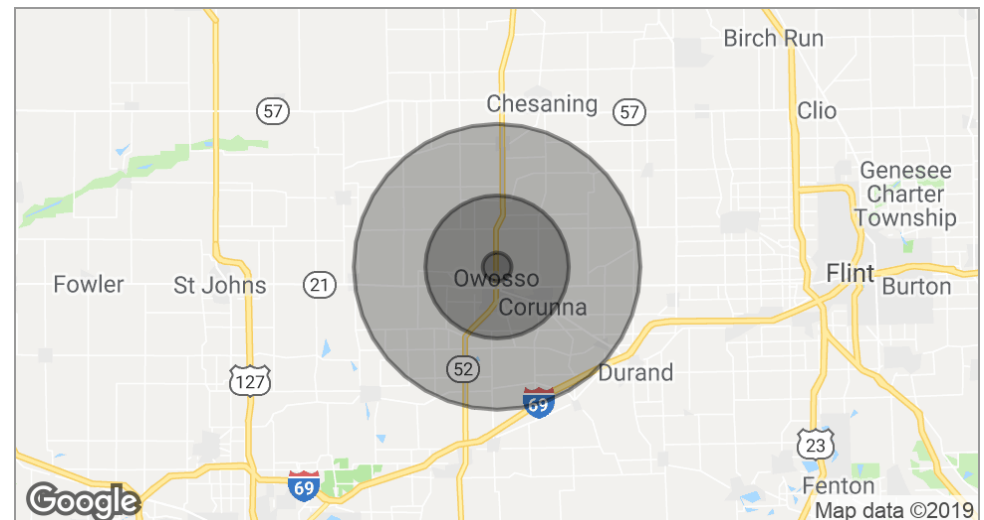 Birch Run
Chesaning
57
57
Clio
Genesee
Charter
Township
Flint
Burton
Owosso
Corunna
Fowler
St Johns
21
52
Durand
127
69
69
23
Fenton
Google
Map data ©2019